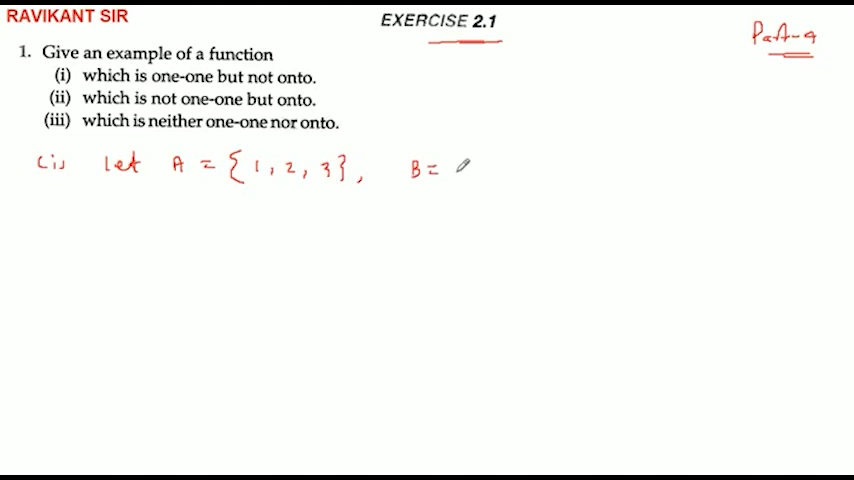 RAVIKANT SIR
EXERCISE 2.1
Part-4
1. Give an example of a function
(i) which is one-one but not onto.
(ii) which is not one-one but onto.
(iii) which is neither one-one nor onto.
(i) let A = {1, 2, 3}, B =